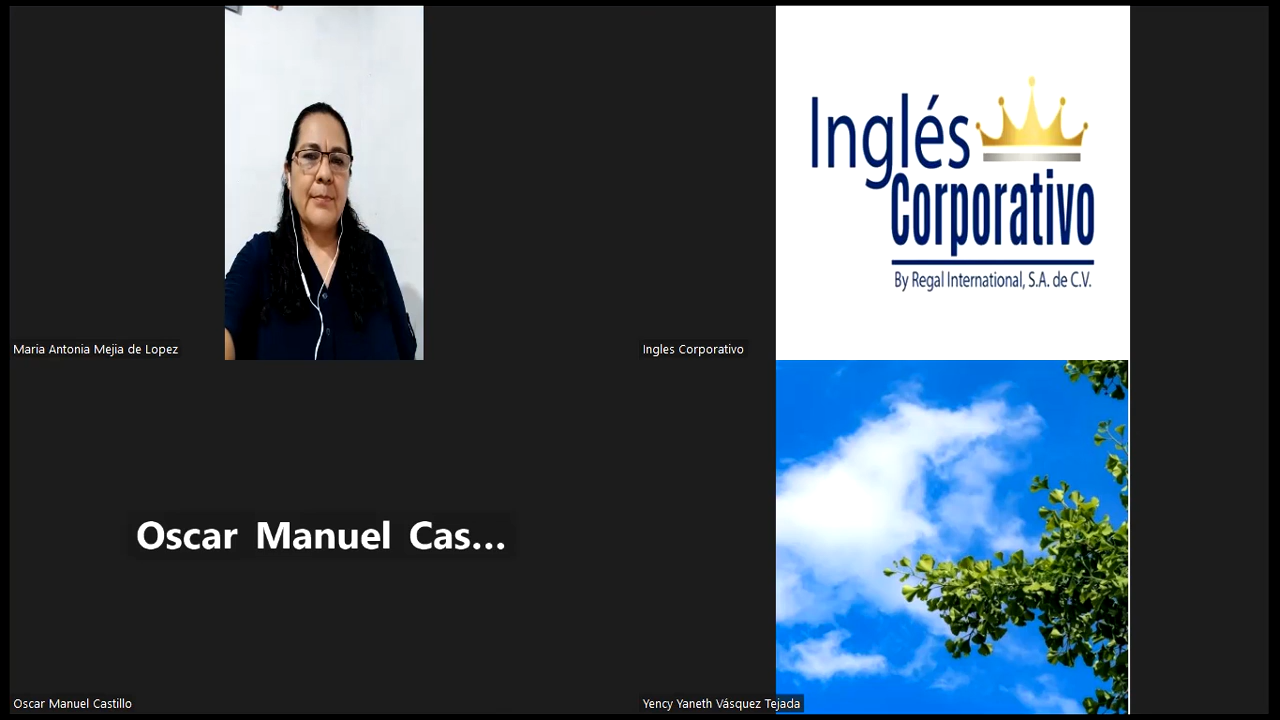 Inglés
Corporativo
By Regal International, S.A. de C.V.
Maria Antonia Mejia de Lopez
Ingles Corporativo
Oscar Manuel Cas...
Oscar Manuel Castillo
Yency Yaneth Vásquez Tejada